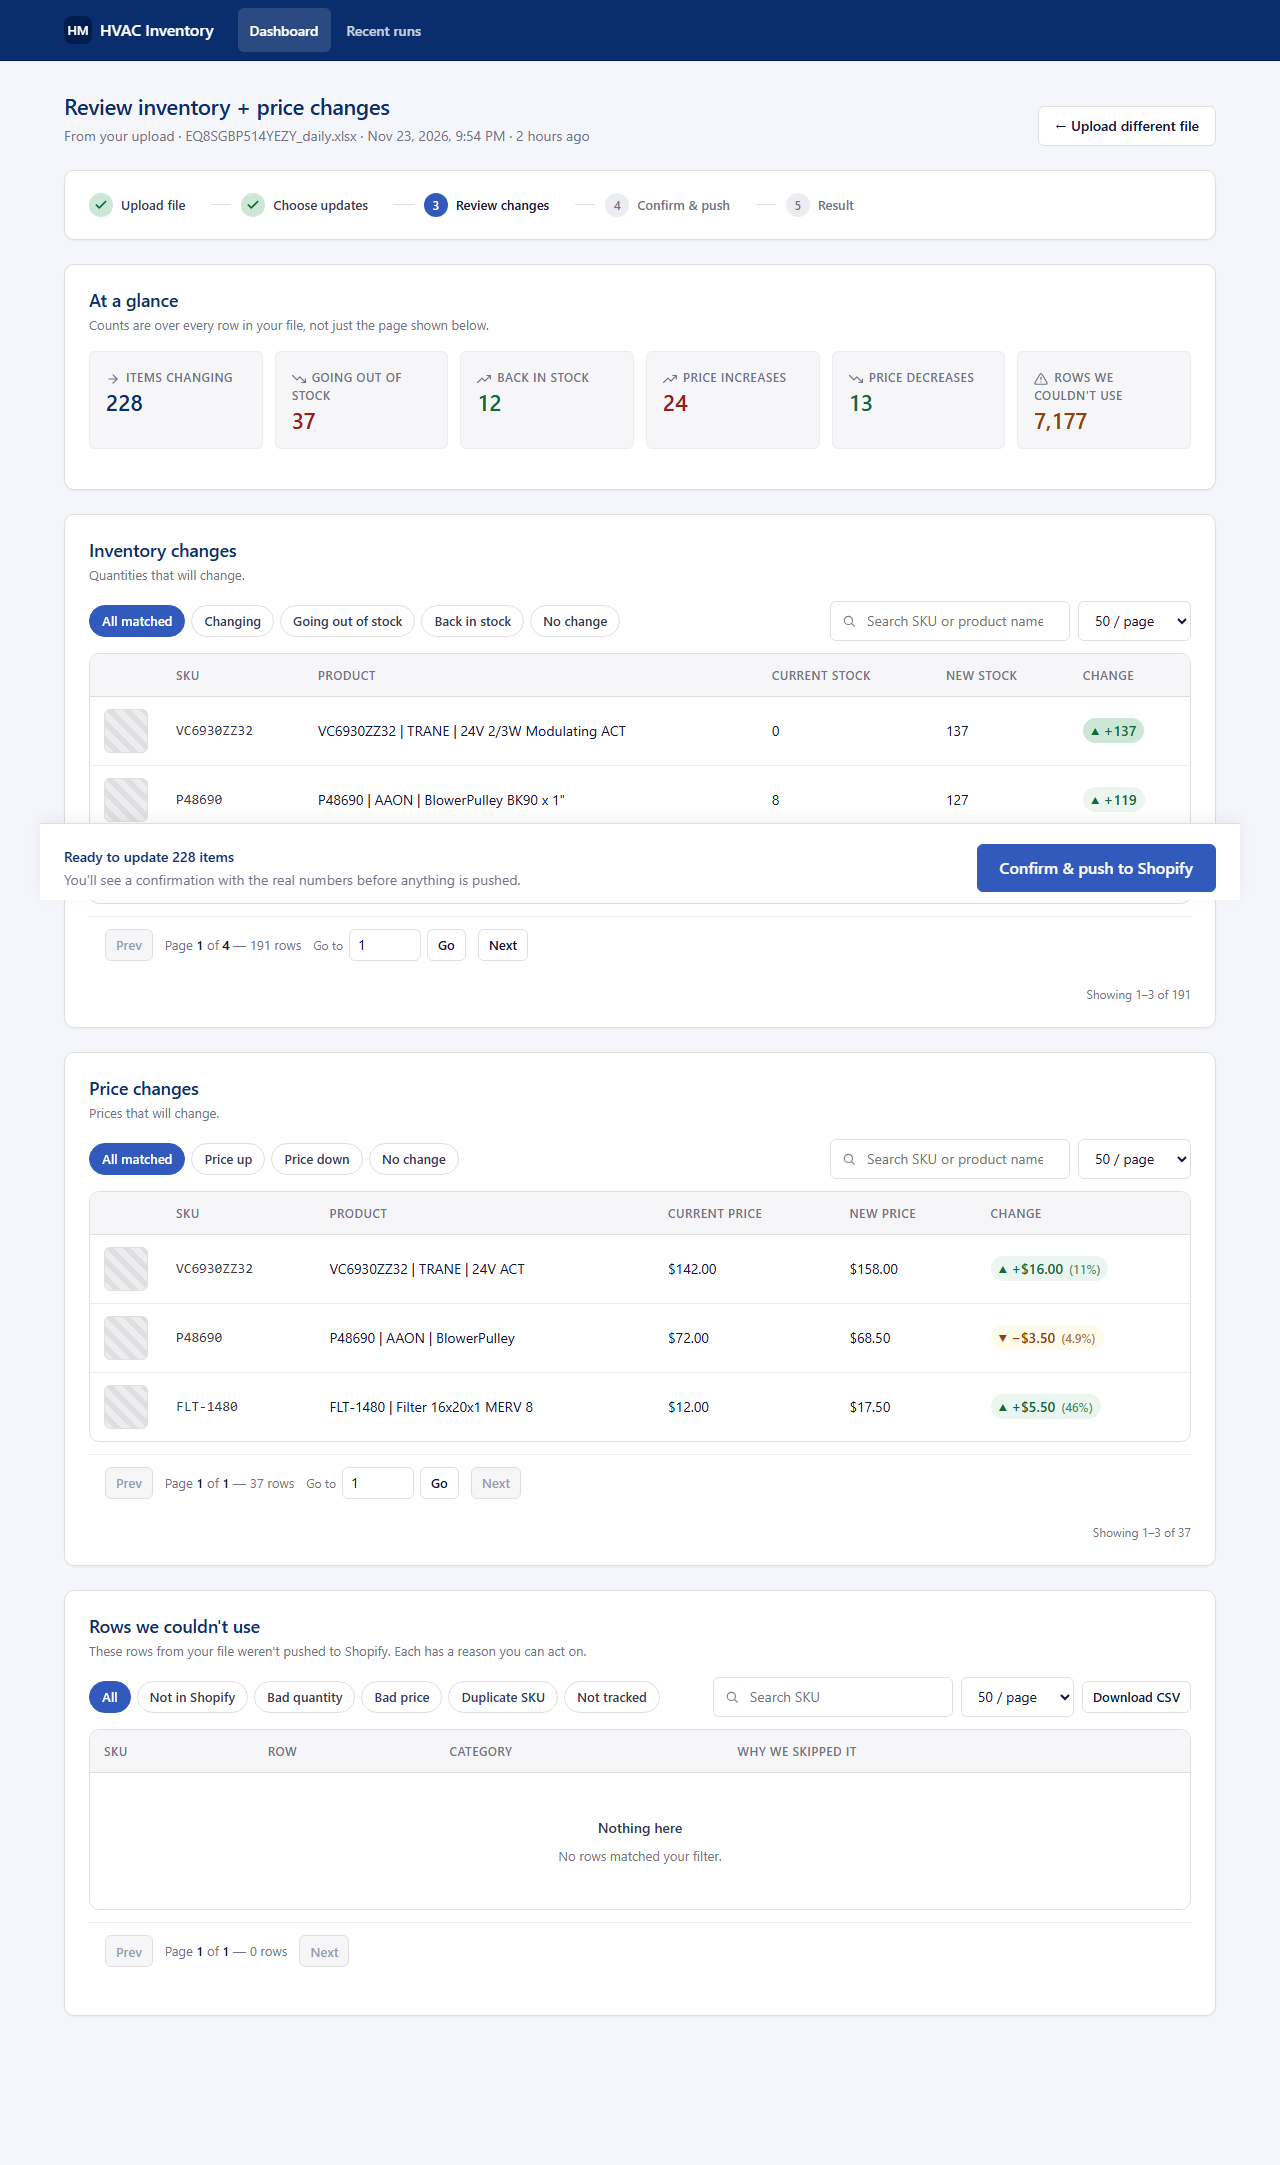 HM HVAC Inventory Dashboard Recent runs
Review inventory + price changes
From your upload · EQ8SGBP514YEZY_daily.xlsx · Nov 23, 2026, 9:54 PM · 2 hours ago
← Upload different file
Upload file
Choose updates
3 Review changes
4 Confirm & push
5 Result
At a glance
Counts are over every row in your file, not just the page shown below.
→ ITEMS CHANGING
228
GOING OUT OF
STOCK
37
BACK IN STOCK
12
PRICE INCREASES
24
PRICE DECREASES
13
ROWS WE
COULDN'T USE
7,177
Inventory changes
Quantities that will change.
All matched Changing Going out of stock Back in stock No change Search SKU or product name 50 / page
SKU PRODUCT CURRENT STOCK NEW STOCK CHANGE
VC6930ZZ32 VC6930ZZ32 | TRANE | 24V 2/3W Modulating ACT 0 137 ▲ +137
P48690 P48690 | AAON | BlowerPulley BK90 x 1" 8 127 ▲ +119
Ready to update 228 items
You'll see a confirmation with the real numbers before anything is pushed.
Confirm & push to Shopify
Prev Page 1 of 4 — 191 rows Go to 1 Go Next
Showing 1–3 of 191
Price changes
Prices that will change.
All matched Price up Price down No change Search SKU or product name 50 / page
SKU PRODUCT CURRENT PRICE NEW PRICE CHANGE
VC6930ZZ32 VC6930ZZ32 | TRANE | 24V ACT $142.00 $158.00 ▲ +$16.00 (11%)
P48690 P48690 | AAON | BlowerPulley $72.00 $68.50 ▼ −$3.50 (4.9%)
FLT-1480 FLT-1480 | Filter 16x20x1 MERV 8 $12.00 $17.50 ▲ +$5.50 (46%)
Prev Page 1 of 1 — 37 rows Go to 1 Go Next
Showing 1–3 of 37
Rows we couldn't use
These rows from your file weren't pushed to Shopify. Each has a reason you can act on.
All Not in Shopify Bad quantity Bad price Duplicate SKU Not tracked Search SKU 50 / page Download CSV
SKU ROW CATEGORY WHY WE SKIPPED IT
Nothing here
No rows matched your filter.
Prev Page 1 of 1 — 0 rows Next